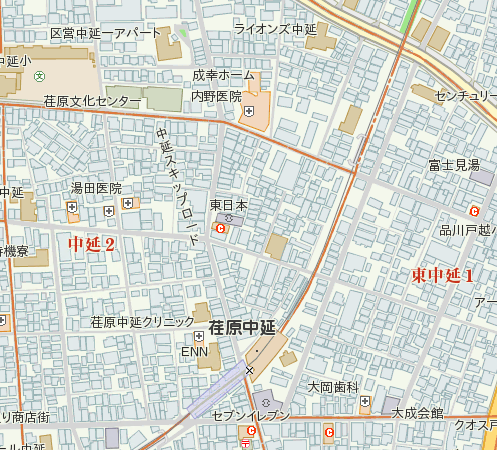 区営中延一アパート
ライオンズ中延
中延小
成幸ホーム
内野医院
荏原文化センター
センチュリー
中延スキップロード
富士見湯
湯田医院
中延
東日本
品川戸越
中延2
東中延1
荏原中延クリニック
荏原中延
ENN
大岡歯科
大成会館
セブンイレブン
クオス戸
商店街
中延